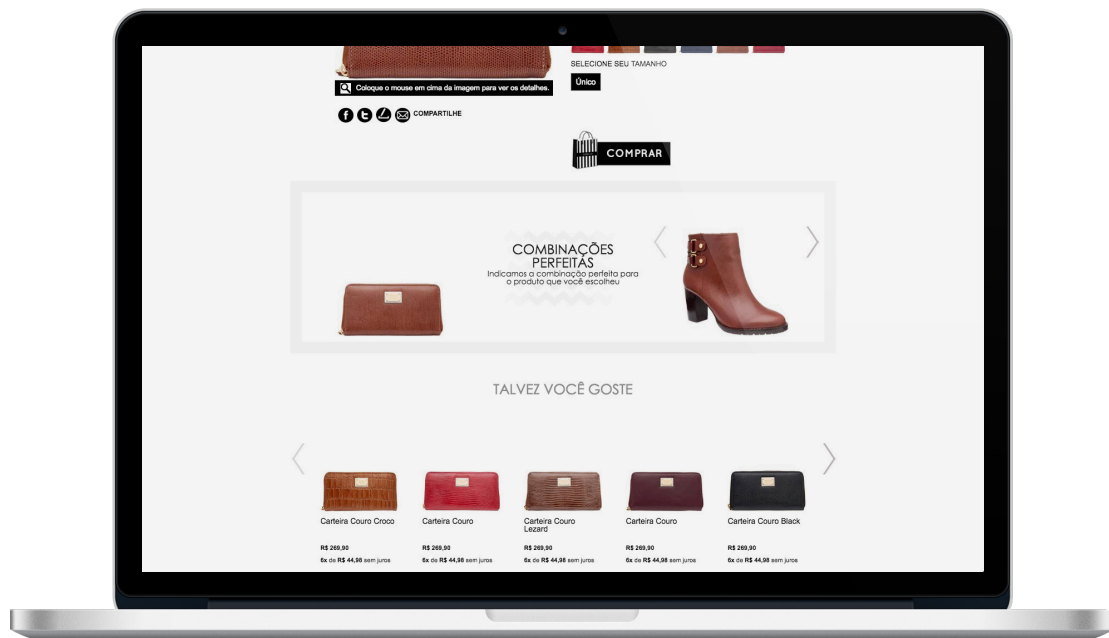 SELECIONE SEU TAMANHO
Único
Coloque o mouse em cima da imagem para ver os detalhes.
COMPARTILHE
COMPRAR
COMBINAÇÕES
PERFEITAS
Indicamos a combinação perfeita para
o produto que você escolheu
TALVEZ VOCÊ GOSTE
Carteira Couro Croco
R$ 269,90
6x de R$ 44,98 sem juros
Carteira Couro
R$ 269,90
6x de R$ 44,98 sem juros
Carteira Couro
Lezard
R$ 269,90
6x de R$ 44,98 sem juros
Carteira Couro
R$ 269,90
6x de R$ 44,98 sem juros
Carteira Couro Black
R$ 269,90
6x de R$ 44,98 sem juros